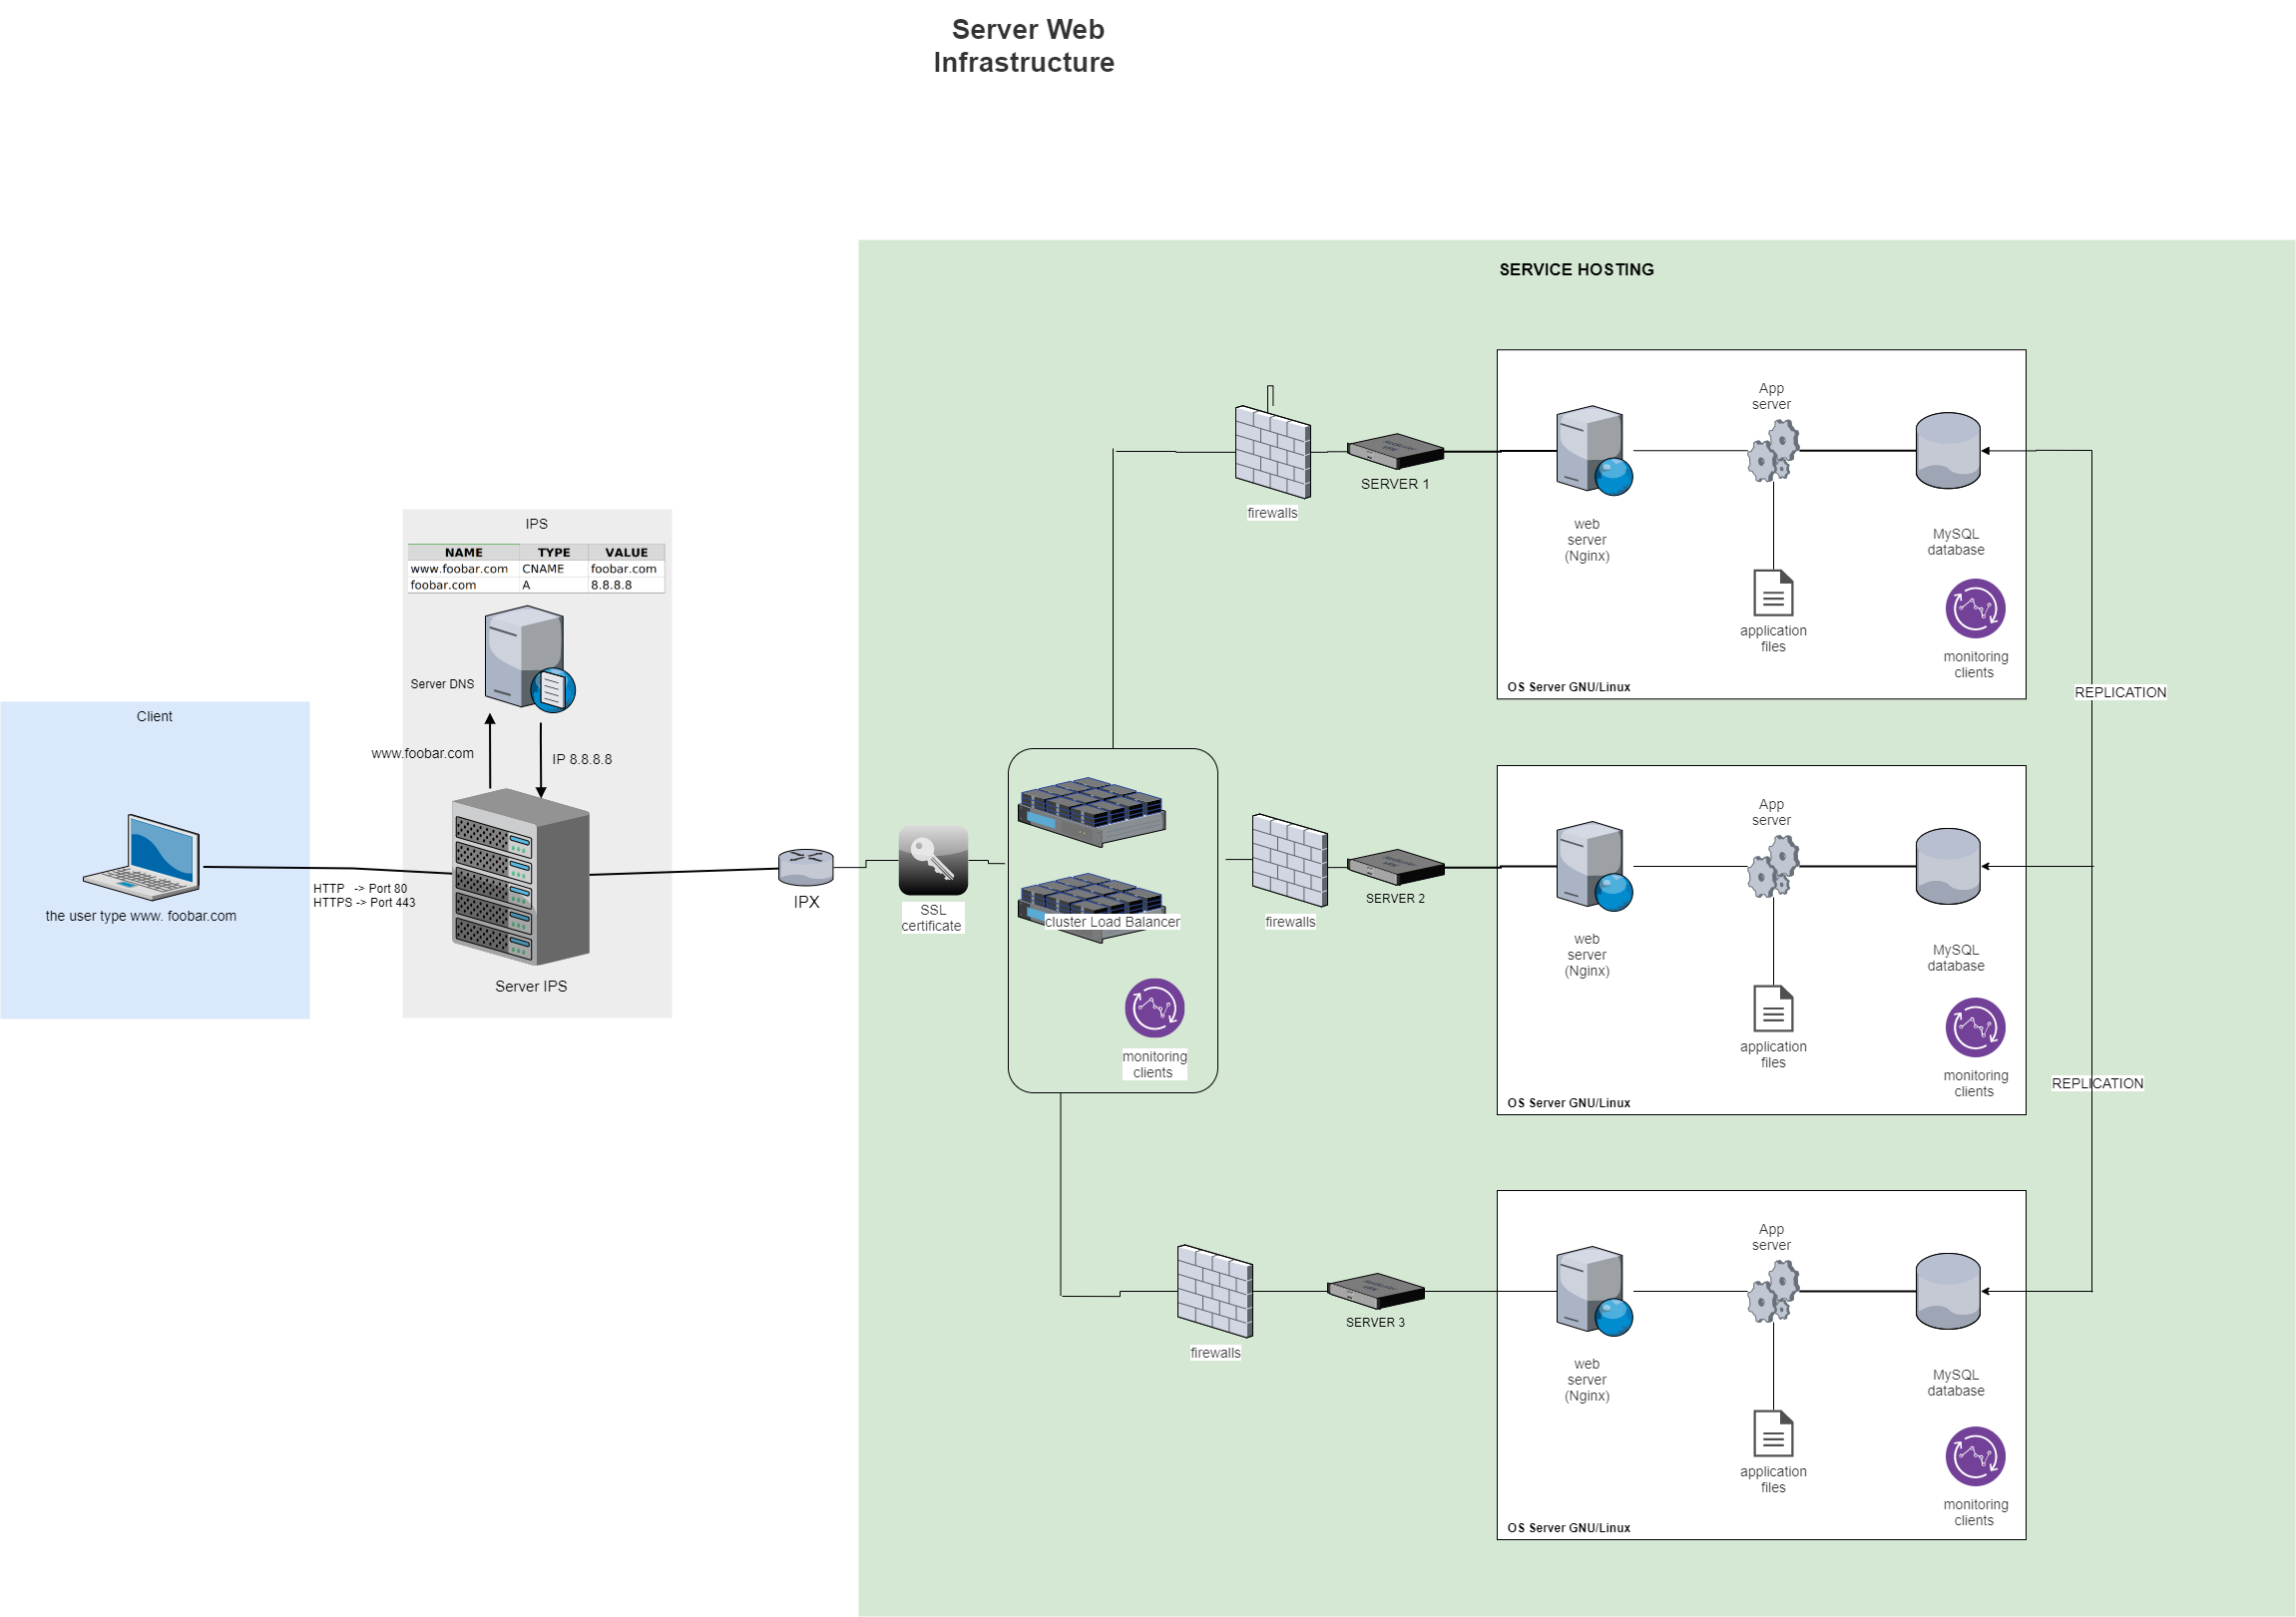 Server Web
Infrastructure
SERVICE HOSTING
IPS
NAME TYPE VALUE
www.foobar.com CNAME foobar.com
foobar.com A 8.8.8.8
Server DNS
www.foobar.com
IP 8.8.8.8
Server IPS
Client
the user type www. foobar.com
HTTP -> Port 80
HTTPS -> Port 443
IPX
SSL
certificate
cluster Load Balancer
monitoring
clients
firewalls
SERVER 1
web
server
(Nginx)
App
server
application
files
MySQL
database
monitoring
clients
OS Server GNU/Linux
REPLICATION
firewalls
SERVER 2
web
server
(Nginx)
App
server
application
files
MySQL
database
monitoring
clients
OS Server GNU/Linux
REPLICATION
firewalls
SERVER 3
web
server
(Nginx)
App
server
application
files
MySQL
database
monitoring
clients
OS Server GNU/Linux